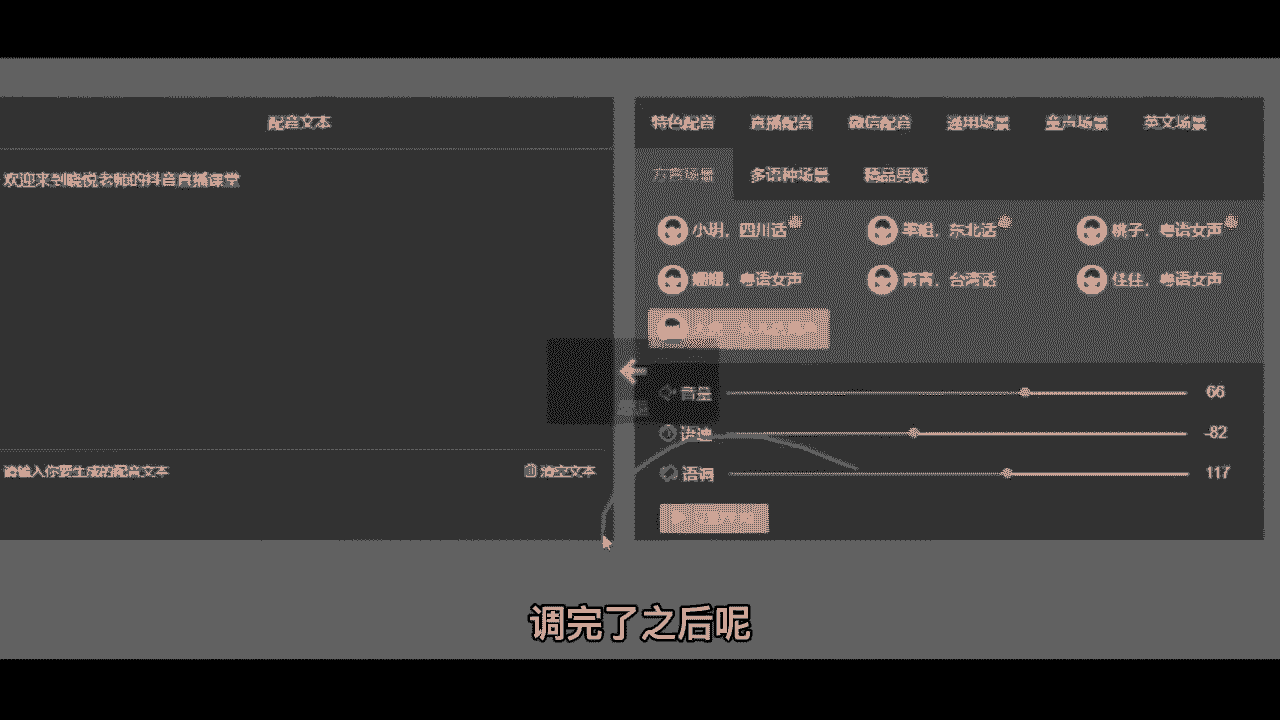 配音文本
欢迎来到晓悦老师的抖音直播课堂
请输入你要生成的配音文本
清空文本
特色配音 直播配音 微信配音 通用场景 童声场景 英文场景
方言场景 多语种场景 精品男配
小玥，四川话 东北话 桃子，粤语女声
姗姗，粤语女声 青青，台湾话 佳佳，粤语女声
音量 66
语速 -82
语调 117
调完了之后呢